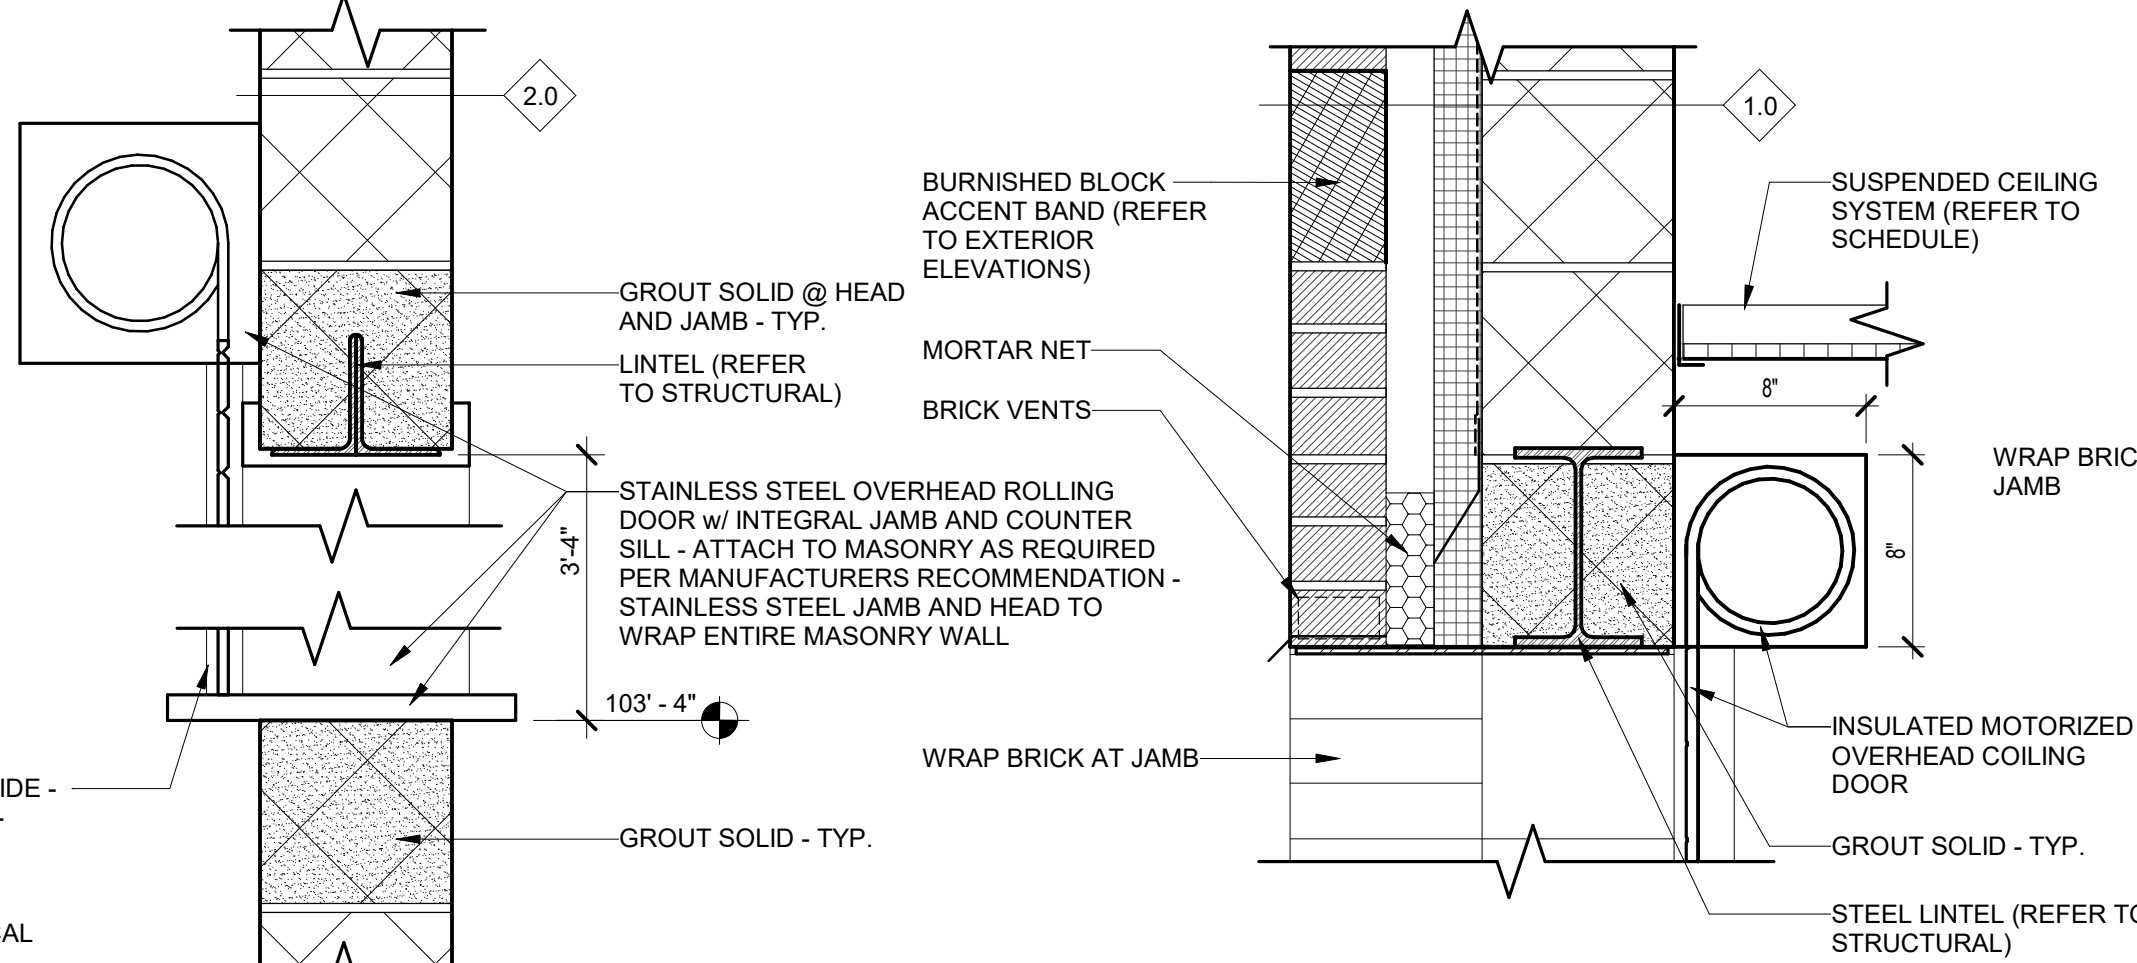 2.0
GROUT SOLID @ HEAD
AND JAMB - TYP.
LINTEL (REFER
TO STRUCTURAL)
STAINLESS STEEL OVERHEAD ROLLING
DOOR w/ INTEGRAL JAMB AND COUNTER
SILL - ATTACH TO MASONRY AS REQUIRED
PER MANUFACTURERS RECOMMENDATION -
STAINLESS STEEL JAMB AND HEAD TO
WRAP ENTIRE MASONRY WALL
3'-4"
103' - 4"
IDE -
GROUT SOLID - TYP.
CAL
1.0
BURNISHED BLOCK
ACCENT BAND (REFER
TO EXTERIOR
ELEVATIONS)
MORTAR NET
BRICK VENTS
WRAP BRICK AT JAMB
SUSPENDED CEILING
SYSTEM (REFER TO
SCHEDULE)
8"
8"
WRAP BRIC
JAMB
INSULATED MOTORIZED
OVERHEAD COILING
DOOR
GROUT SOLID - TYP.
STEEL LINTEL (REFER TO
STRUCTURAL)